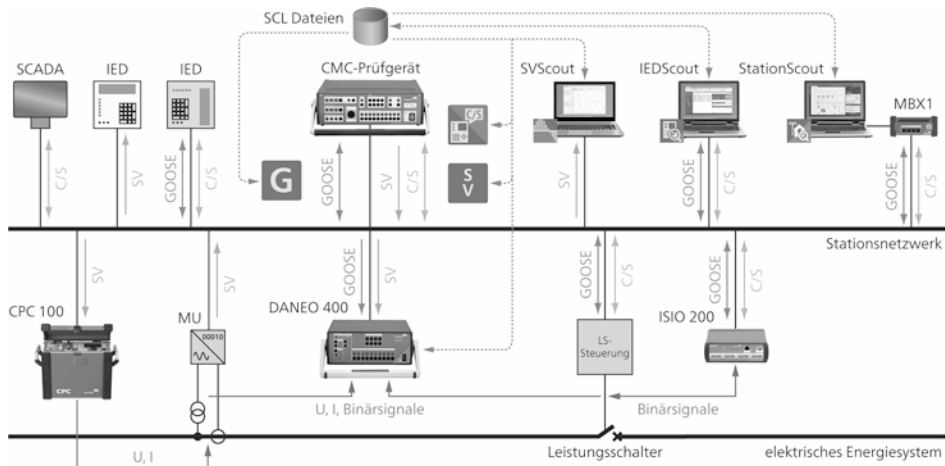 SCL Dateien
SCADA
IED
IED
CMC-Prüfgerät
SVScout
IEDScout
StationScout
MBX1
C/S
SV
GOOSE
C/S
G
GOOSE
SV
C/S
C/S
S
V
SV
GOOSE
C/S
GOOSE
C/S
Stationsnetzwerk
SV
CPC 100
SV
MU
00010
GOOSE
SV
DANEO 400
GOOSE
C/S
LS-
Steuerung
GOOSE
C/S
ISIO 200
CPC
U, I, Binärsignale
Binärsignale
U, I
Leistungsschalter
elektrisches Energiesystem